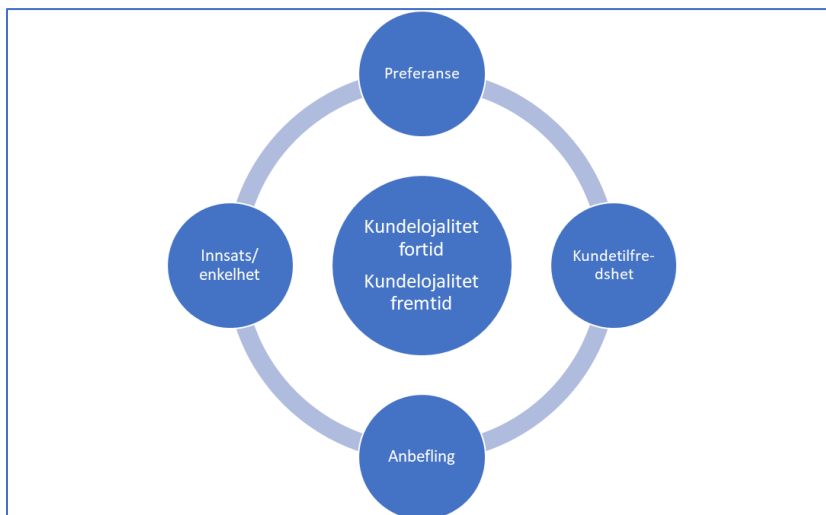 Preferanse
Kundelojalitet
fortid
Kundelojalitet
fremtid
Innsats/
enkelhet
Kundetilfre-
dshet
Anbefling